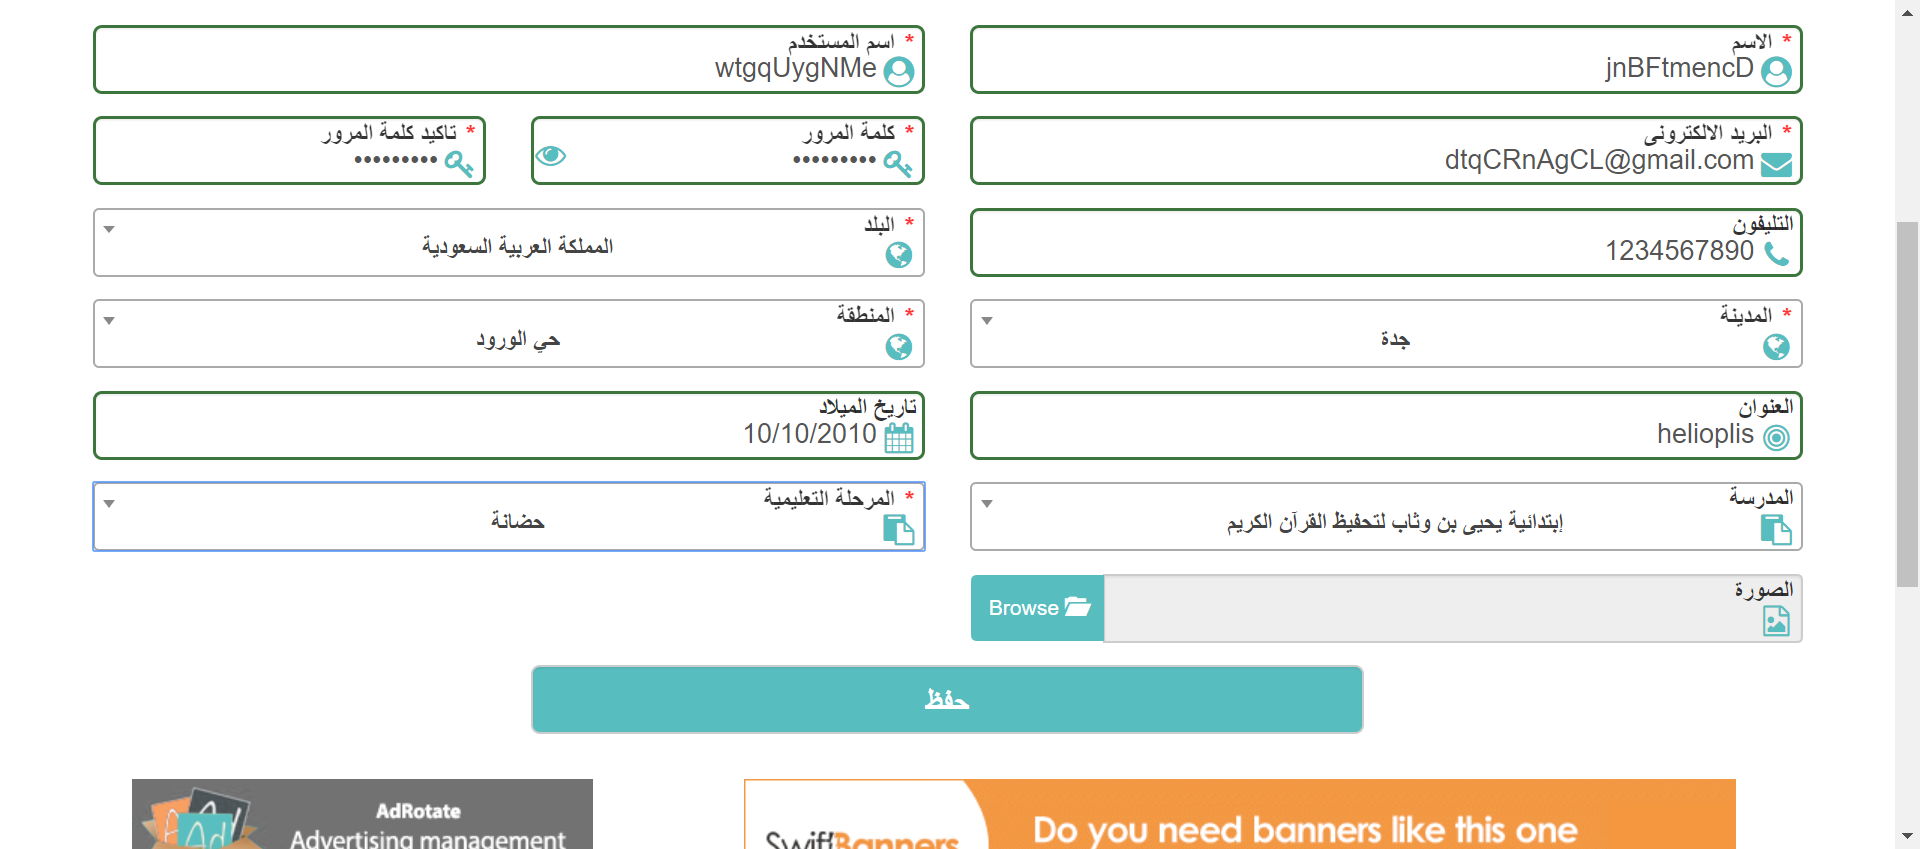 * الاسم
jnBFtmencD
* اسم المستخدم
wtgqUygNMe
* البريد الالكترونى
dtqCRnAgCL@gmail.com
* كلمة المرور
•••••••••
* تاكيد كلمة المرور
•••••••••
التليفون
1234567890
* البلد
المملكة العربية السعودية
* المدينة
جدة
* المنطقة
حي الورود
العنوان
helioplis
تاريخ الميلاد
10/10/2010
المدرسة
إبتدائية يحيى بن وثاب لتحفيظ القرآن الكريم
* المرحلة التعليمية
حضانة
الصورة
Browse
حفظ
Ad
AdRotate
Advertising management
SwiftBanners
Do you need banners like this one